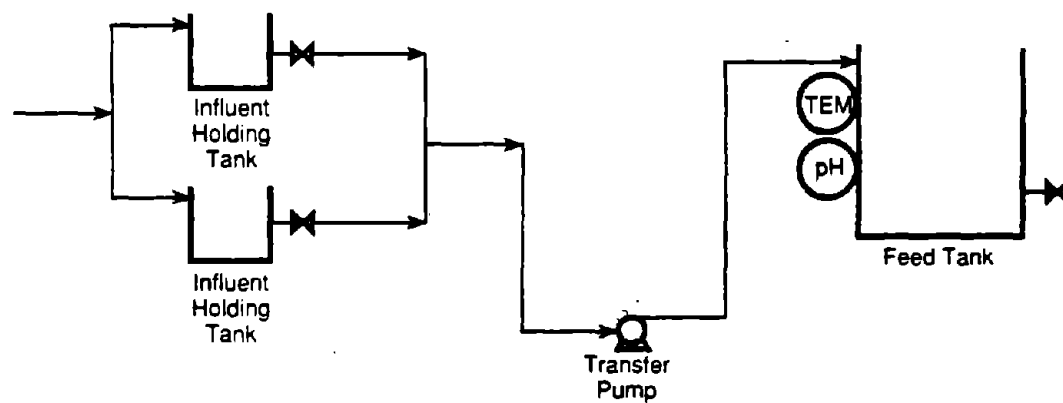 Influent
Holding
Tank
Influent
Holding
Tank
Transfer
Pump
TEM
pH
Feed Tank